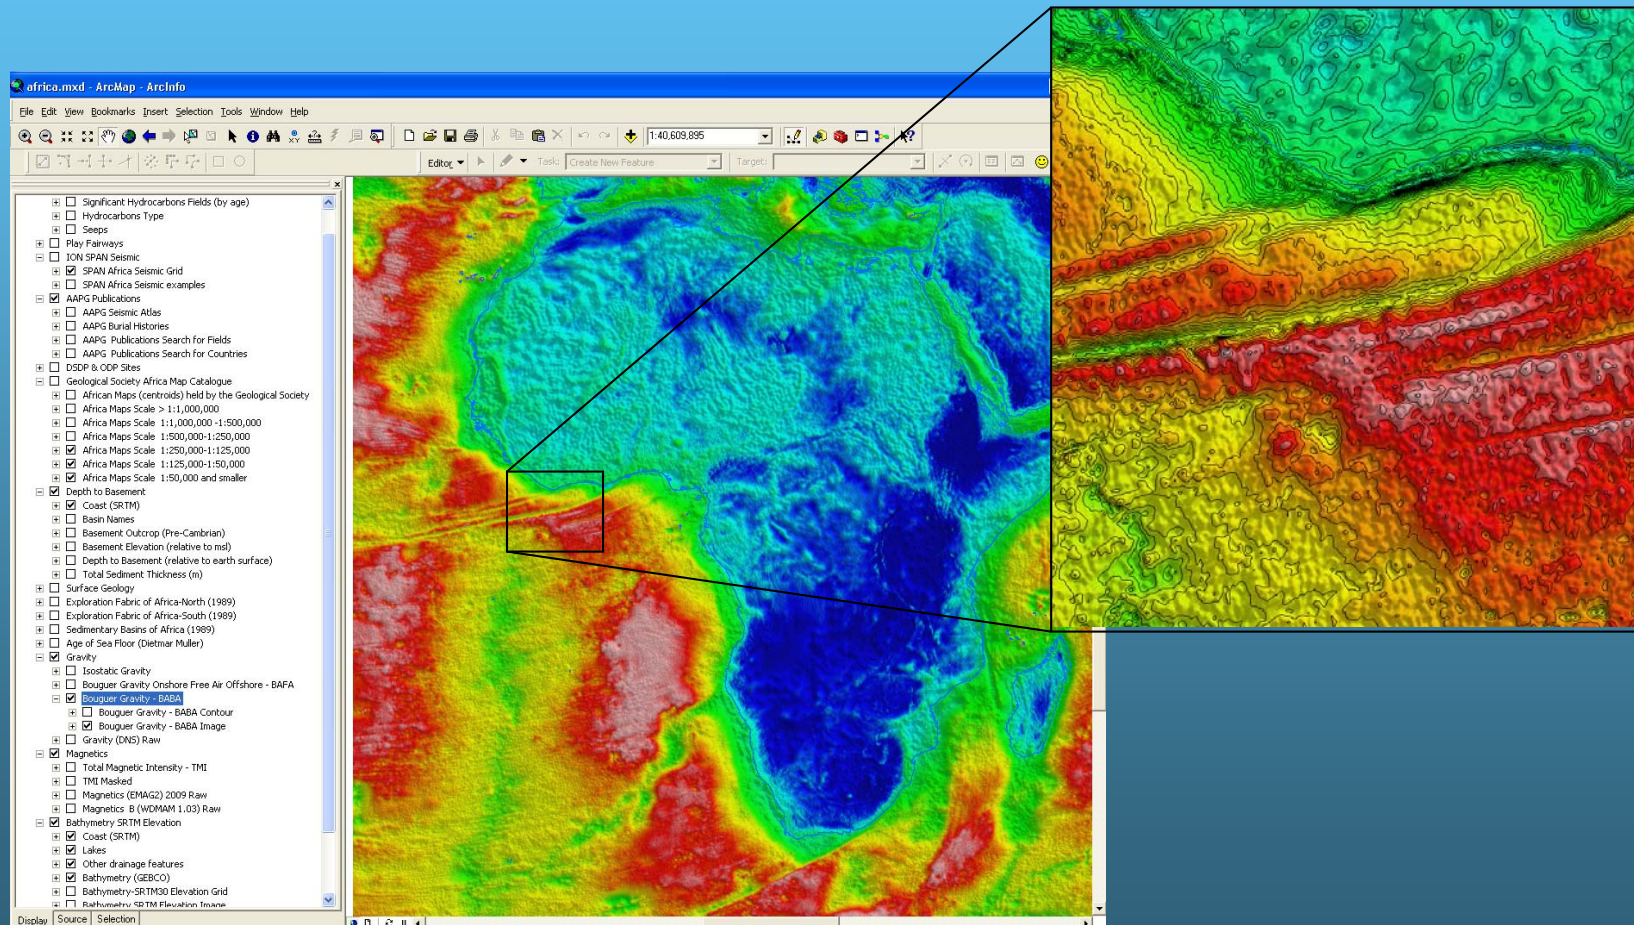 africa.mxd - ArcMap - ArcInfo
File Edit View Bookmarks Insert Selection Tools Window Help
1:40,609,895
Editor Task: Create New Feature Target:
Significant Hydrocarbons Fields (by age)
Hydrocarbons Type
Seeps
Play Fairways
ION SPAN Seismic
SPAN Africa Seismic Grid
SPAN Africa Seismic examples
AAPG Publications
AAPG Seismic Atlas
AAPG Burial Histories
AAPG Publications Search for Fields
AAPG Publications Search for Countries
DSDP & ODP Sites
Geological Society Africa Map Catalogue
African Maps (centroids) held by the Geological Society
Africa Maps Scale > 1:1,000,000
Africa Maps Scale 1:1,000,000 -1:500,000
Africa Maps Scale 1:500,000-1:250,000
Africa Maps Scale 1:250,000-1:125,000
Africa Maps Scale 1:125,000-1:50,000
Africa Maps Scale 1:50,000 and smaller
Depth to Basement
Coast (SRTM)
Basin Names
Basement Outcrop (Pre-Cambrian)
Basement Elevation (relative to msl)
Depth to Basement (relative to earth surface)
Total Sediment Thickness (m)
Surface Geology
Exploration Fabric of Africa-North (1989)
Exploration Fabric of Africa-South (1989)
Sedimentary Basins of Africa (1989)
Age of Sea Floor (Dietmar Muller)
Gravity
Isostatic Gravity
Bouguer Gravity Onshore Free Air Offshore - BAFA
Bouguer Gravity - BABA
Bouguer Gravity - BABA Contour
Bouguer Gravity - BABA Image
Gravity (DNS) Raw
Magnetics
Total Magnetic Intensity - TMI
TMI Masked
Magnetics (EMAG2) 2009 Raw
Magnetics B (WDMAM 1.03) Raw
Bathymetry SRTM Elevation
Coast (SRTM)
Lakes
Other drainage features
Bathymetry (GEBCO)
Bathymetry-SRTM30 Elevation Grid
Bathymetry SRTM Elevation Image
Display Source Selection